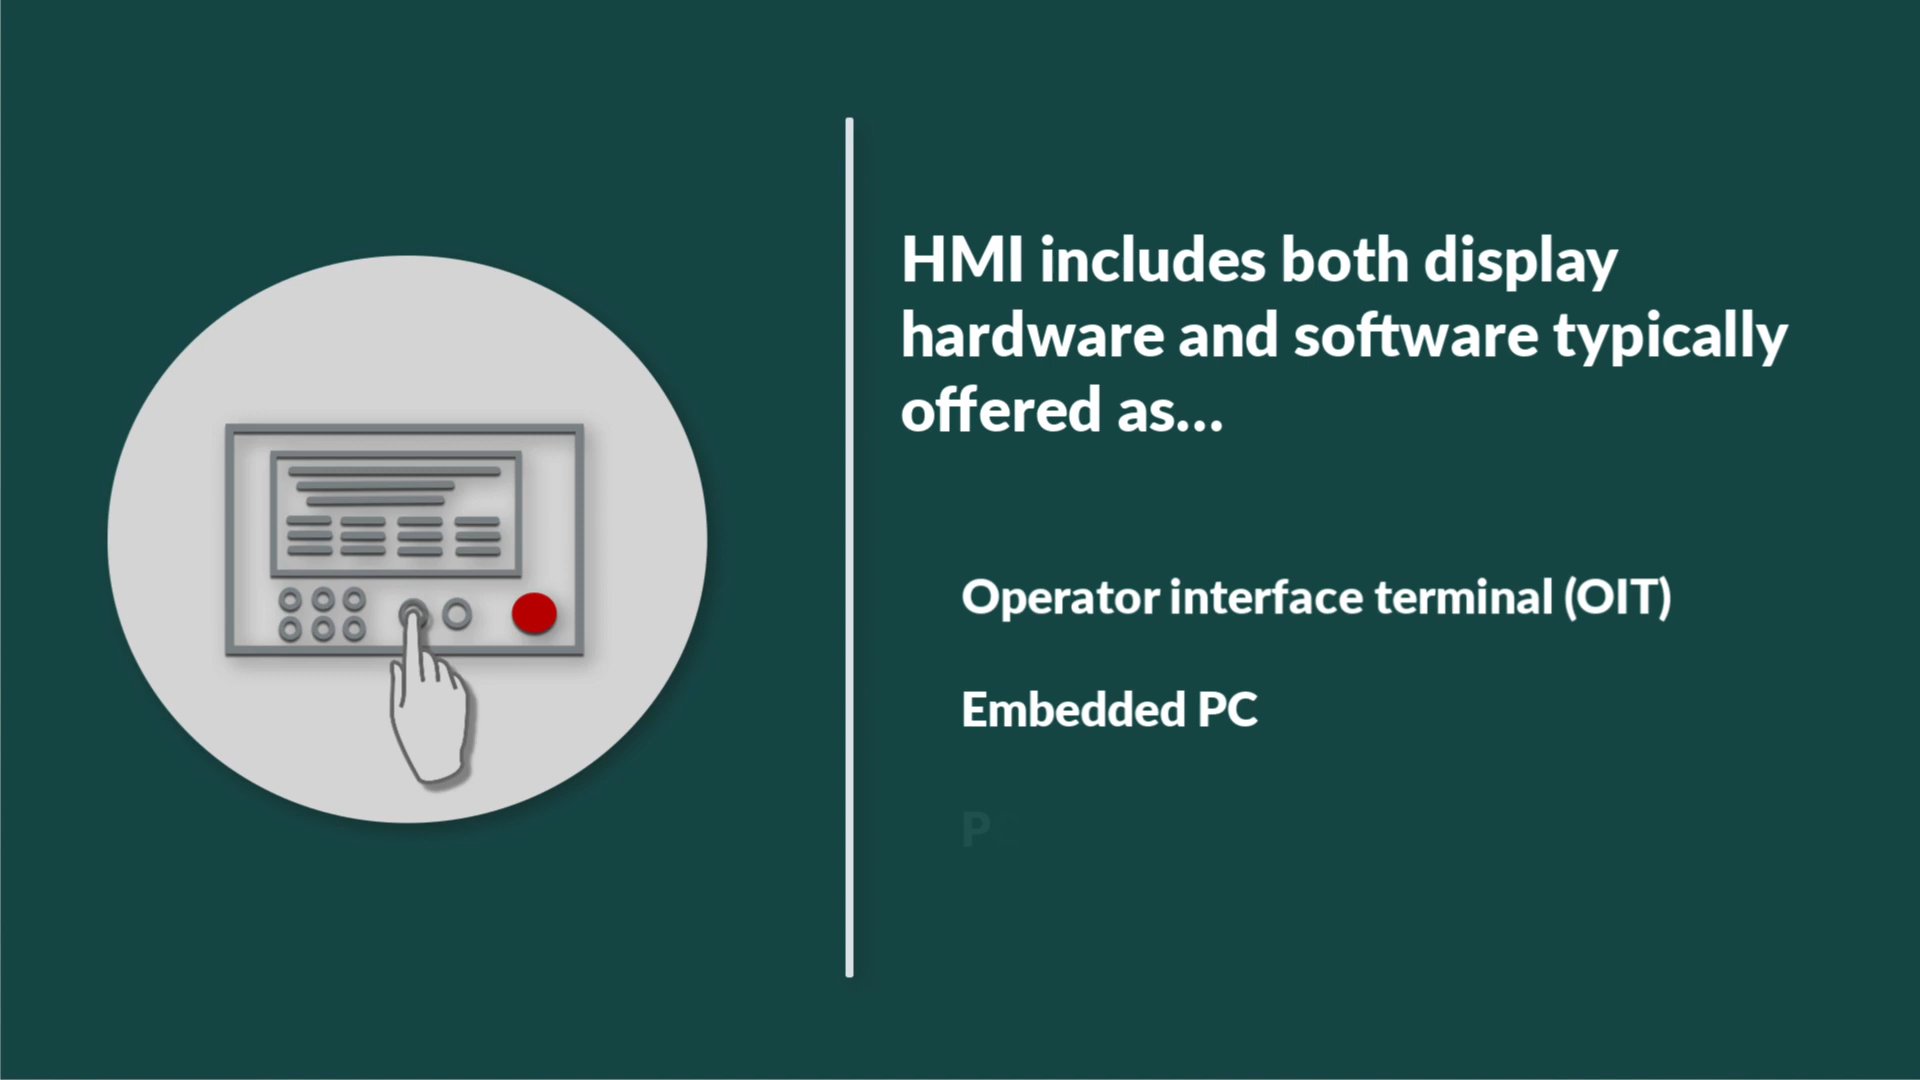 HMI includes both display
hardware and software typically
offered as...
Operator interface terminal (OIT)
Embedded PC